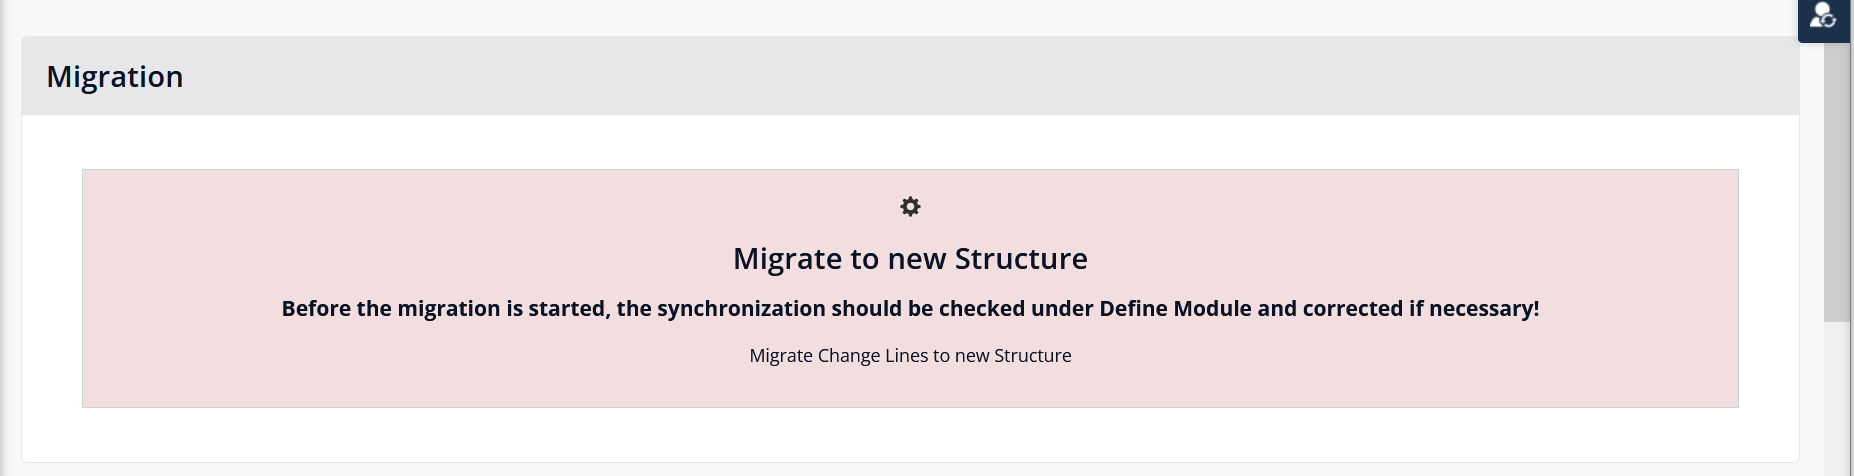 Migration
Migrate to new Structure
Before the migration is started, the synchronization should be checked under Define Module and corrected if necessary!
Migrate Change Lines to new Structure